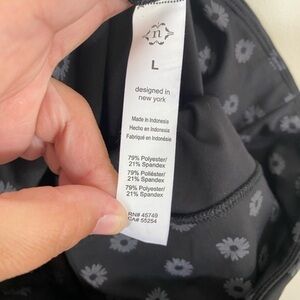 n
L
designed in
new york
Made in Indonesia
Hecho en Indonesia
Fabriqué en Indonésie
79% Polyester/
21% Spandex
79% Poliéster/
21% Spandex
79% Polyester/
21% Spandex
RN# 45749
CA# 55254